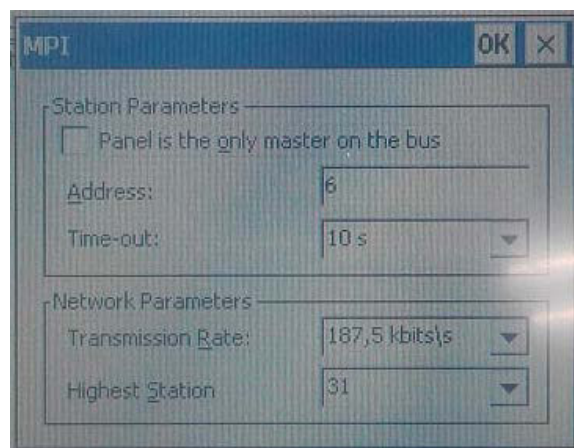 MPI OK ×
Station Parameters
Panel is the only master on the bus
Address: 6
Time-out: 10 s
Network Parameters
Transmission Rate: 187,5 kbits\s
Highest Station 31